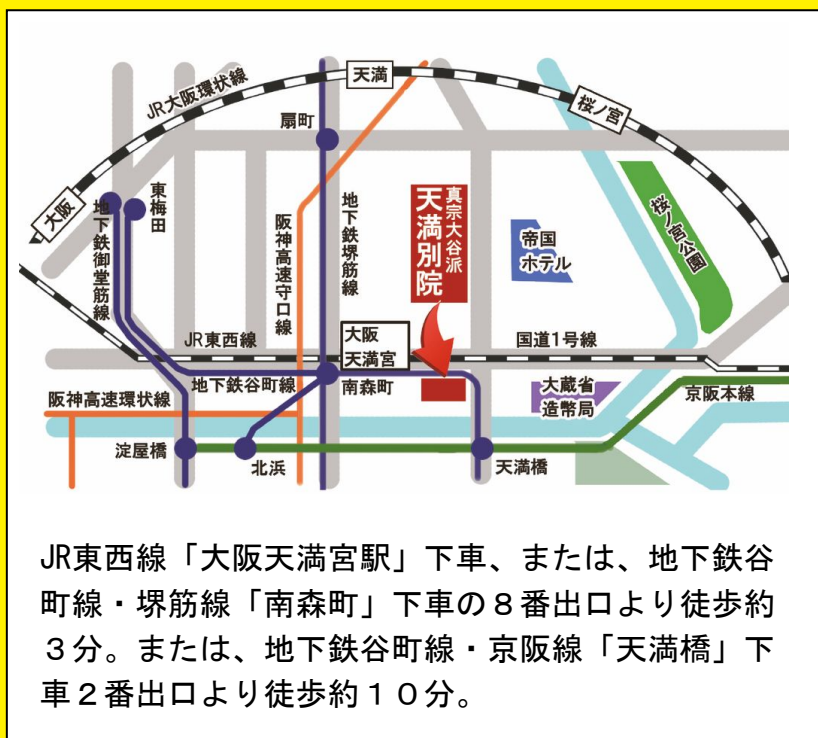 JR大阪環状線
天満
桜ノ宮
扇町
大阪
東梅田
地下鉄御堂筋線
阪神高速守口線
地下鉄堺筋線
真宗大谷派
天満別院
帝国
ホテル
桜ノ宮公園
JR東西線
大阪
天満宮
国道1号線
地下鉄谷町線
南森町
大蔵省
造幣局
京阪本線
阪神高速環状線
淀屋橋
北浜
天満橋
JR東西線「大阪天満宮駅」下車、または、地下鉄谷
町線・堺筋線「南森町」下車の８番出口より徒歩約
３分。または、地下鉄谷町線・京阪線「天満橋」下
車２番出口より徒歩約１０分。